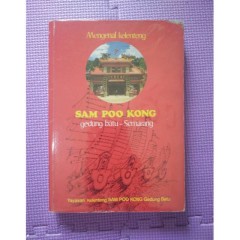 Mengenal kelenteng
SAM POO KONG
gedung batu - Semarang
Yayasan kelenteng SAM POO KONG Gedung Batu